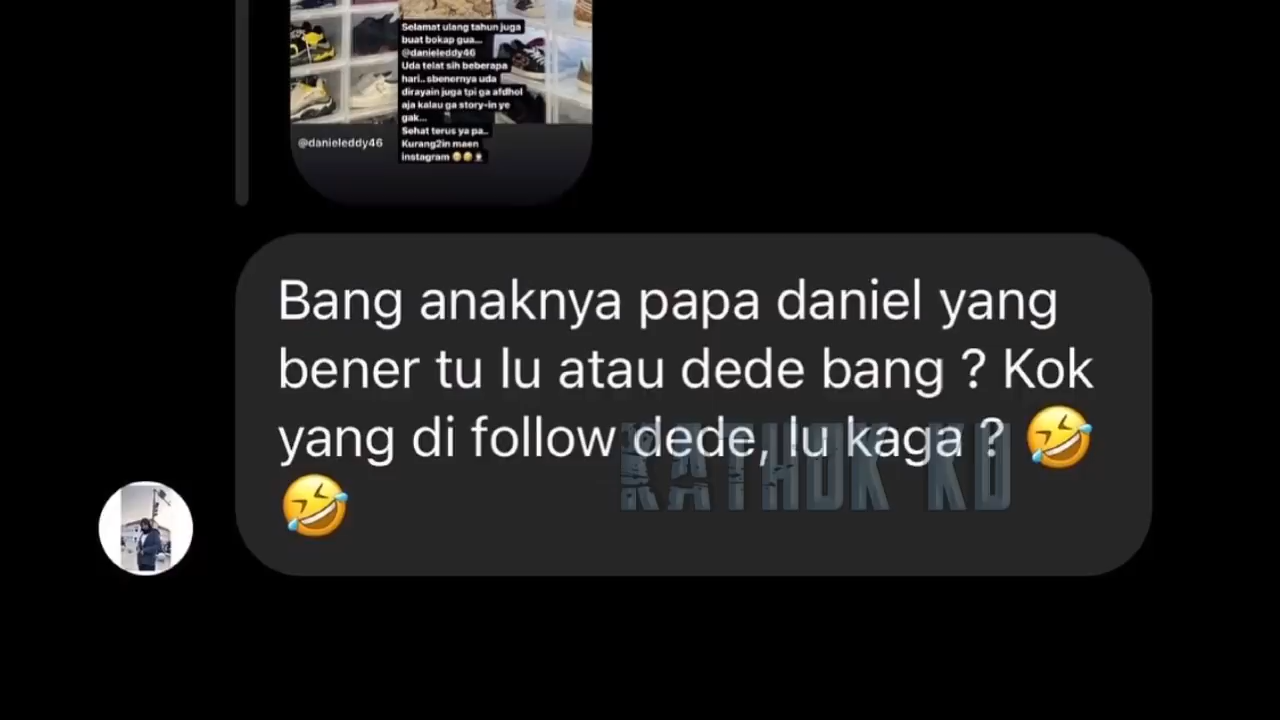 Selamat ulang tahun juga
buat bokap gua...
@danieleddy46
Uda telat sih beberapa
hari.. sbenernya uda
dirayain juga tpi ga afdhol
aja kalau ga story-in ye
gak...
Sehat terus ya pa..
Kurang2in maen
instagram 🥲🤣🤵🏻
@danieleddy46
Bang anaknya papa daniel yang
bener tu lu atau dede bang ? Kok
yang di follow dede, lu kaga ? 🤣
🤣
KATHOK KD